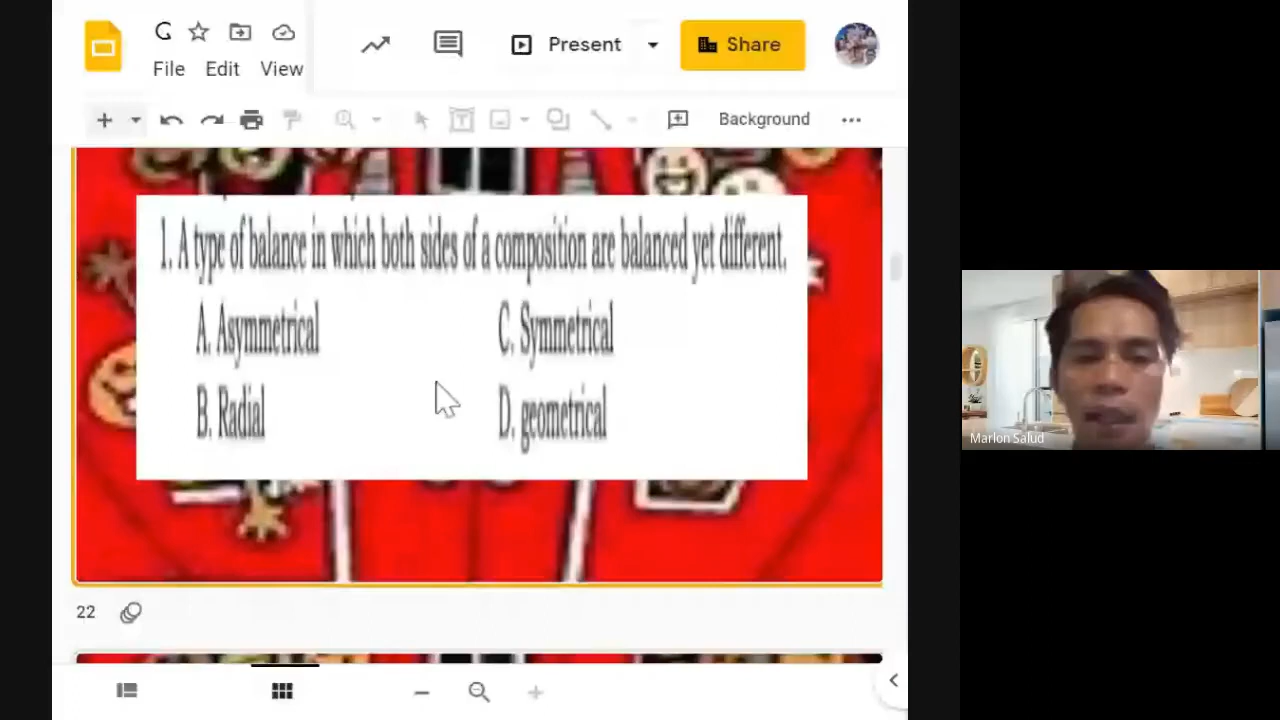 File Edit View
Present
Share
Background
1. A type of balance in which both sides of a composition are balanced yet different.
A. Asymmetrical
C. Symmetrical
B. Radial
D. geometrical
22
Marlon Salud